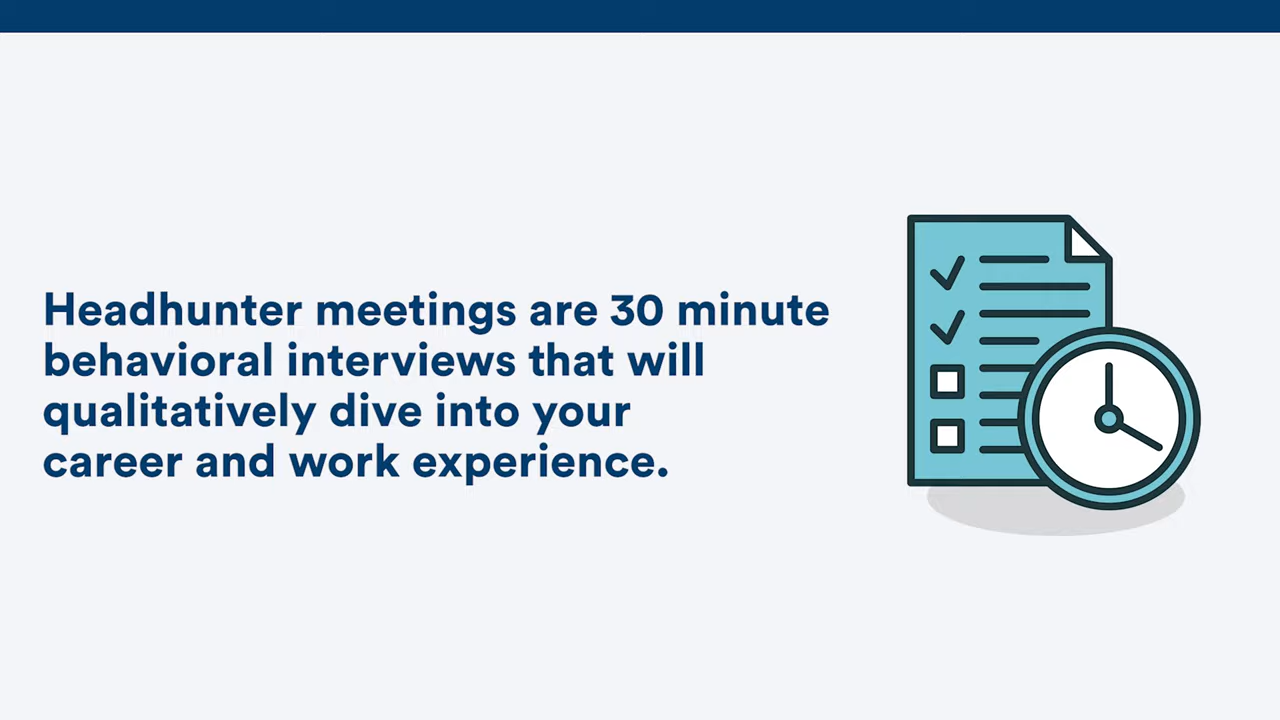 Headhunter meetings are 30 minute
behavioral interviews that will
qualitatively dive into your
career and work experience.